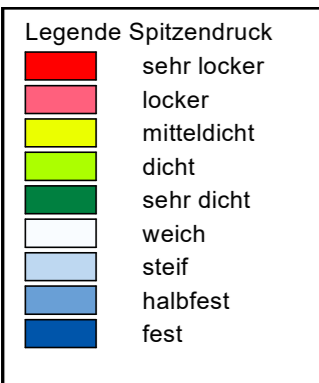 Legende Spitzendruck
sehr locker
locker
mitteldicht
dicht
sehr dicht
weich
steif
halbfest
fest